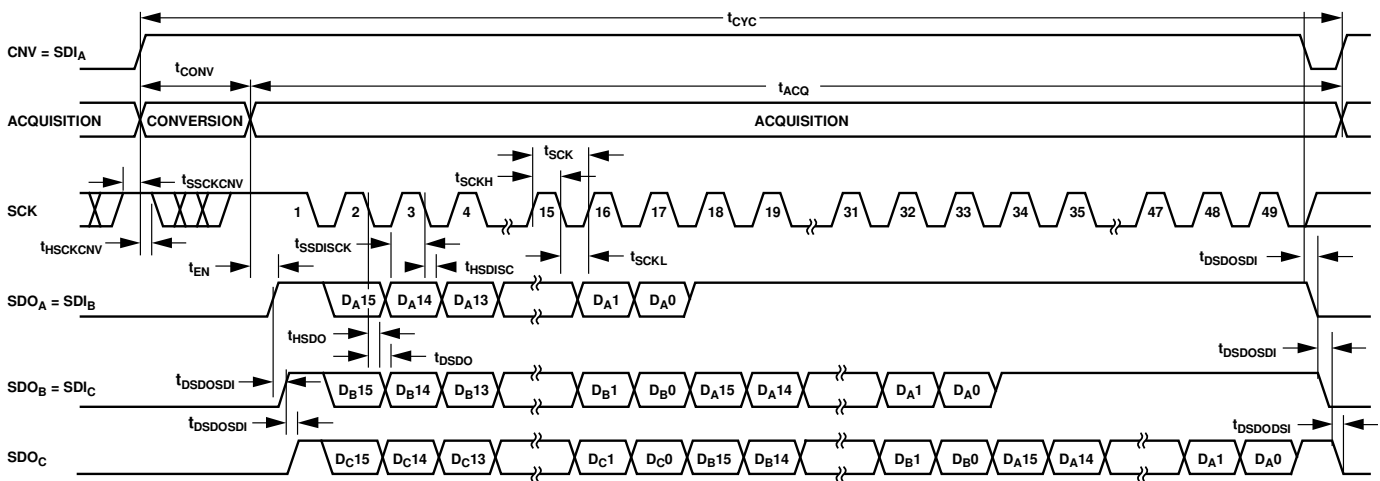 tCYC
CNV = SDIA
tCONV
tACQ
ACQUISITION CONVERSION ACQUISITION
tSCK
tSSCKCNV
tSCKH
SCK 1 2 3 4 15 16 17 18 19 31 32 33 34 35 47 48 49
tHSCKCNV
tSSDISCK
tEN
tHSDISC
tSCKL
tDSDOSDI
SDOA = SDIB DA15 DA14 DA13 DA1 DA0
tHSDO
tDSDO
tDSDOSDI
tDSDOSDI
SDOB = SDIC DB15 DB14 DB13 DB1 DB0 DA15 DA14 DA1 DA0
tDSDOSDI
tDSDODSI
SDOC DC15 DC14 DC13 DC1 DC0 DB15 DB14 DB1 DB0 DA15 DA14 DA1 DA0